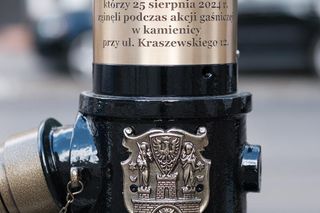 którzy 25 sierpnia 2024 r.
zginęli podczas akcji gaśniczej
w kamienicy
przy ul. Kraszewskiego 12.